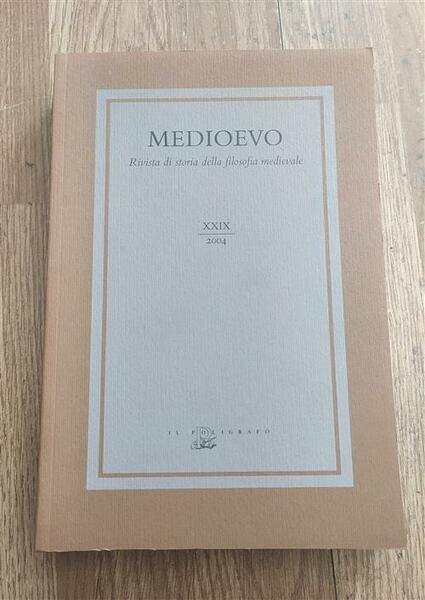 MEDIOEVO
Rivista di storia della filosofia medievale
XXIX
2004
IL POLIGRAFO